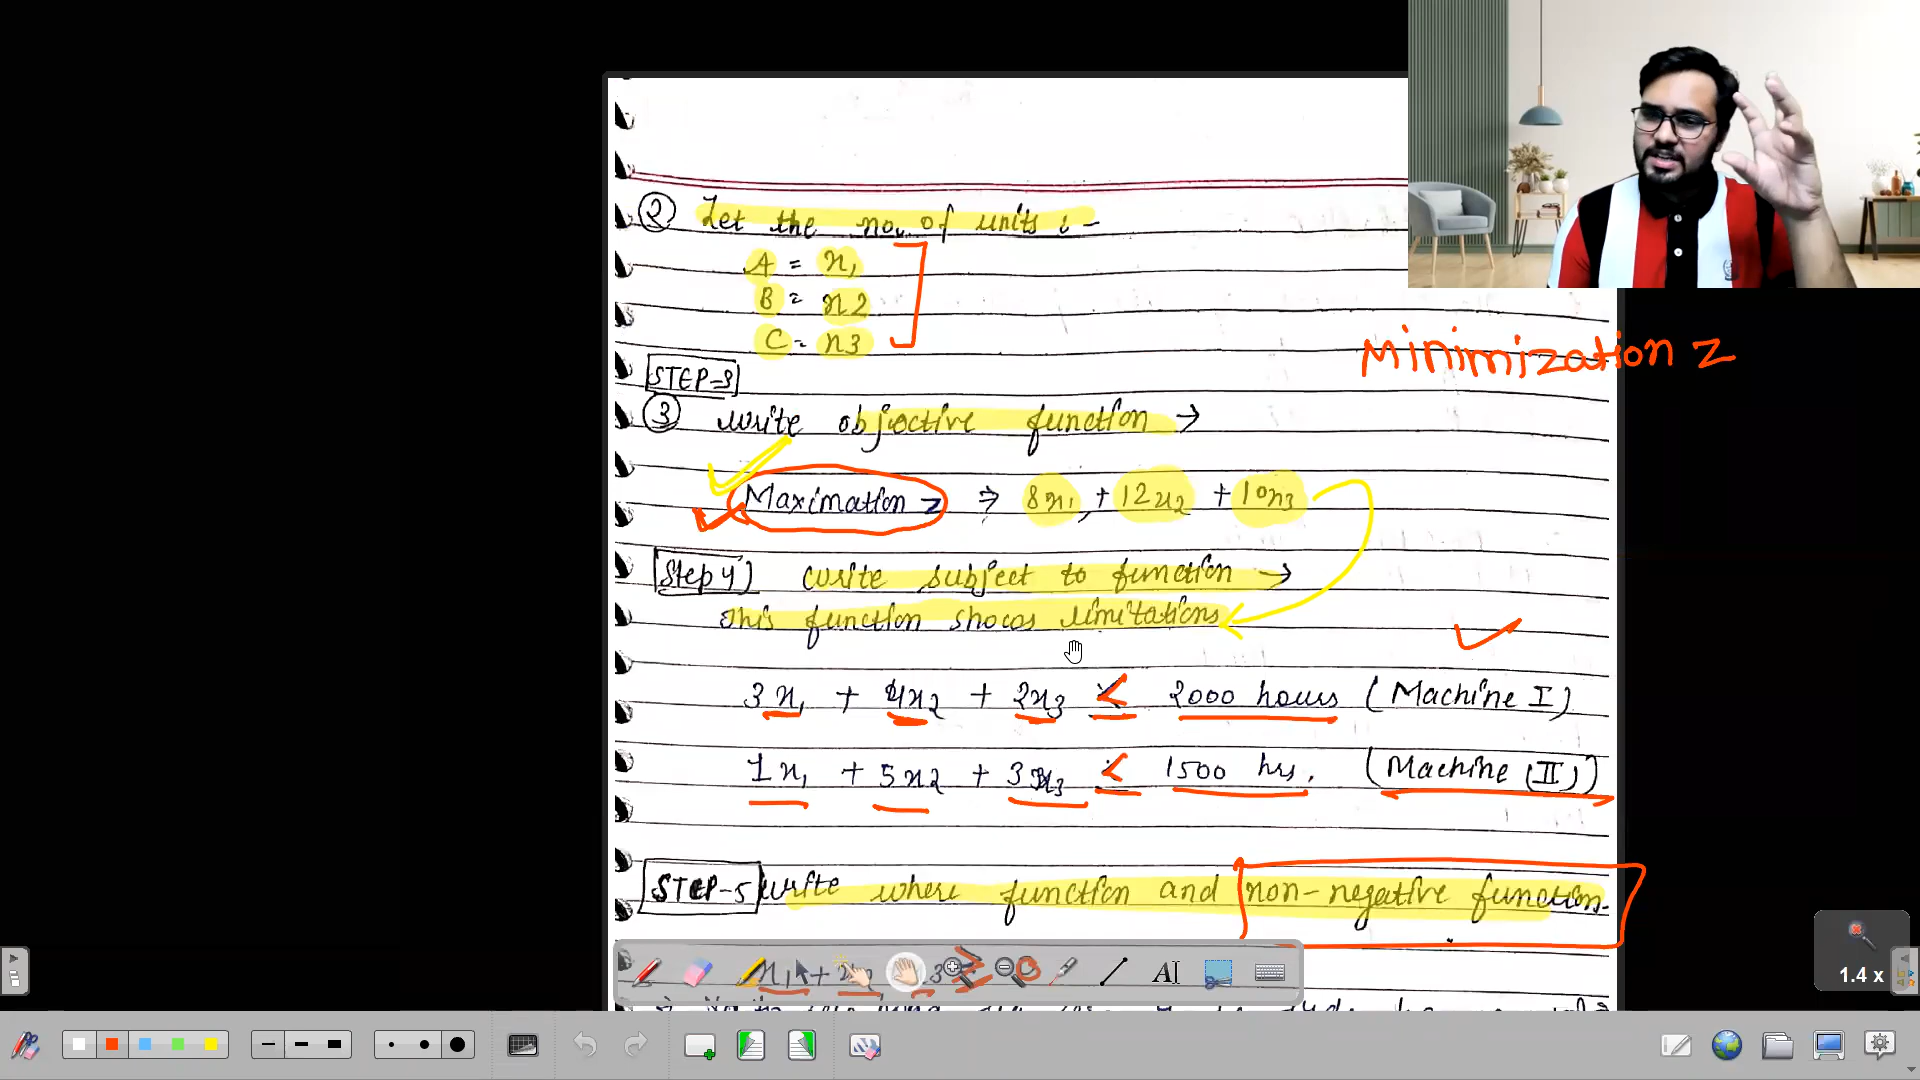 ② Let the no. of units :-
A = x1
B = x2
C = x3
Minimization Z
STEP-3
③ write objective function →
Maximation Z ⇒ 8x1 + 12x2 + 10x3
Step 4 write subject to function →
This function shows limitations
3x1 + 4x2 + 2x3 ≤ 2000 hours (Machine I)
1x1 + 5x2 + 3x3 ≤ 1500 hrs. (Machine (II))
STEP-5 write where function and non-negative function.
1.4 x